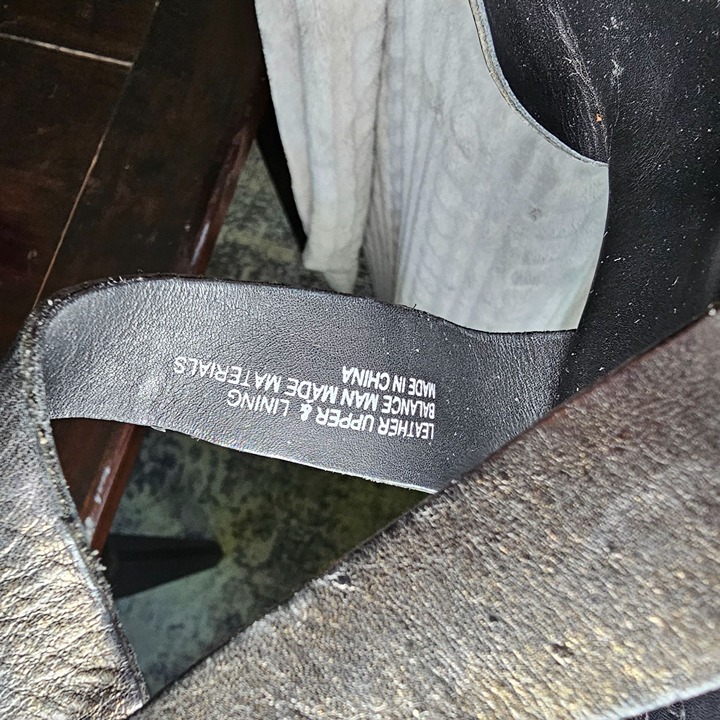 LEATHER UPPER & LINING
BALANCE MAN MADE MATERIALS
MADE IN CHINA